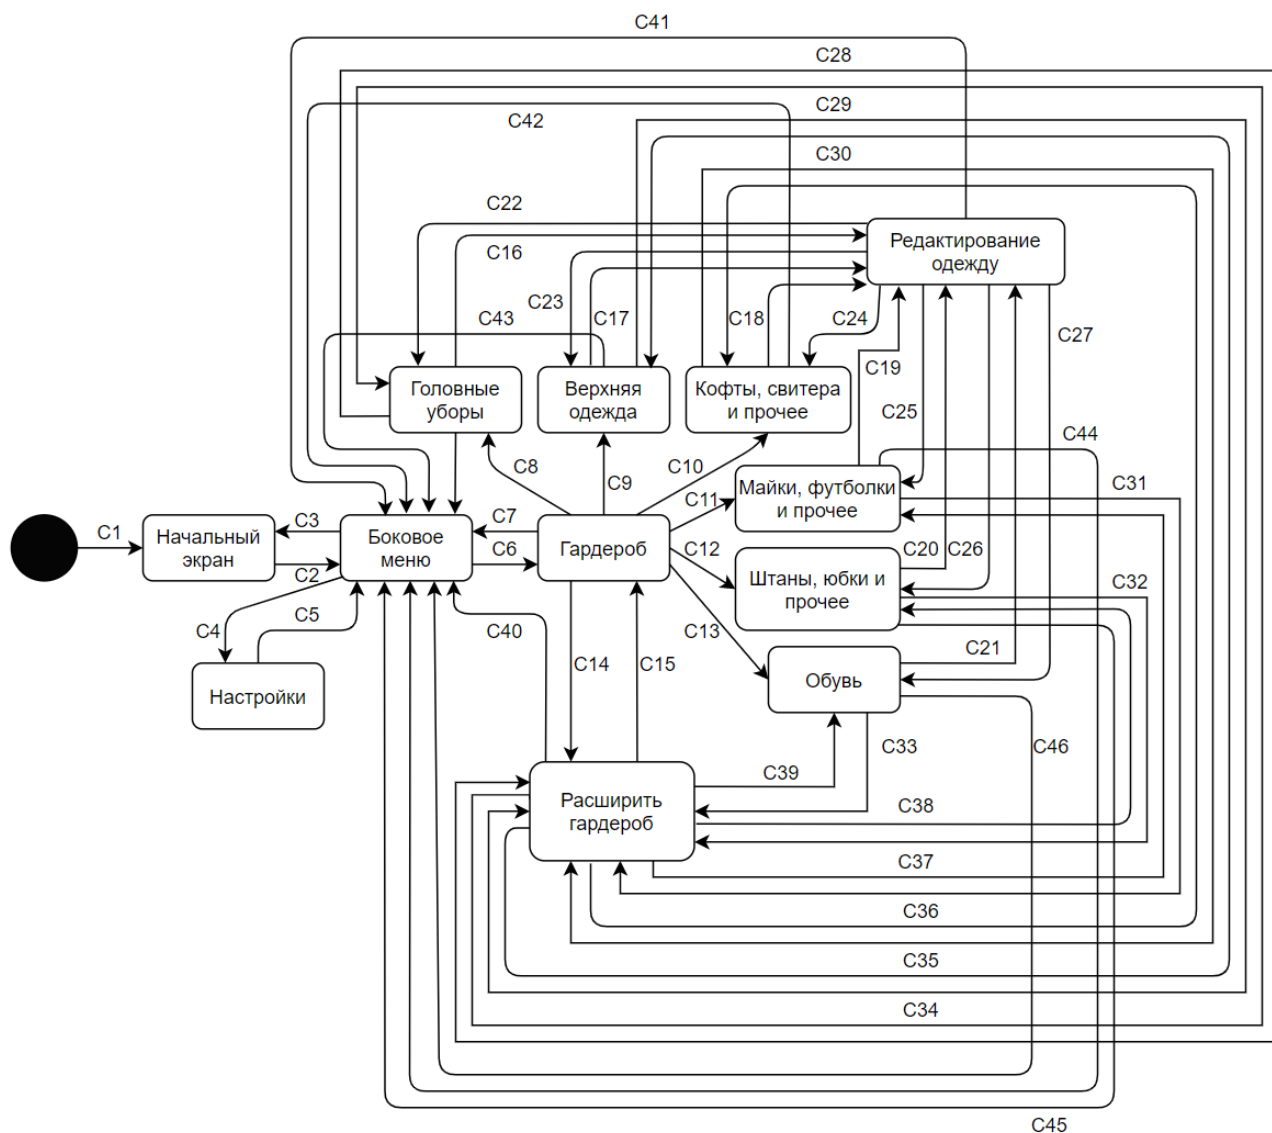 C41
C28
C29
C42
C30
C22
Редактирование
одежду
C16
C23
C43
C17
C18
C24
C27
C19
Головные
уборы
Верхняя
одежда
Кофты, свитера
и прочее
C25
C44
C8
C10
C9
Майки, футболки
и прочее
C11
C31
C1
Начальный
экран
C3
Боковое
меню
C7
C6
Гардероб
C12
C20
C26
C2
Штаны, юбки и
прочее
C32
C4
C5
C40
C13
C14
C15
C21
Настройки
Обувь
C33
C46
C39
Расширить
гардероб
C38
C37
C36
C35
C34
C45